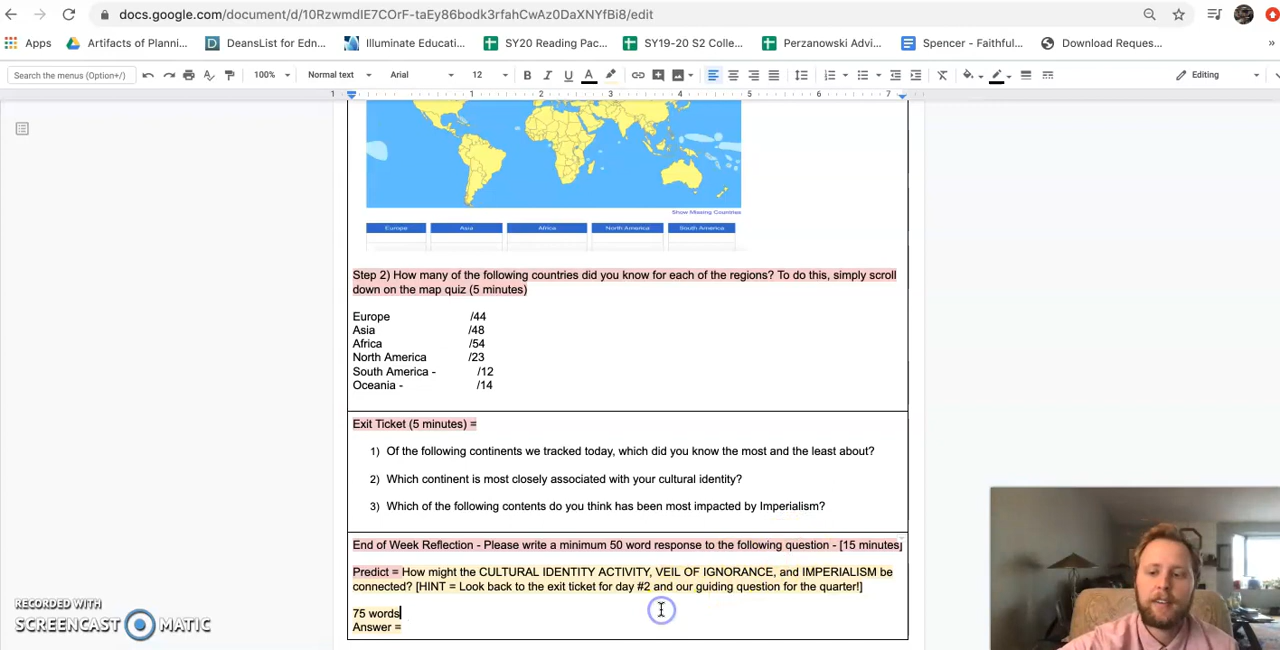 docs.google.com/document/d/10RzwmdIE7COrF-taEy86bodk3rfahCwAz0DaXNYfBi8/edit
Apps
Artifacts of Planni...
DeansList for Edn...
Illuminate Educati...
SY20 Reading Pac...
SY19-20 S2 Colle...
Perzanowski Advi...
Spencer - Faithful...
Download Reques...
»
Search the menus (Option+/)
100%
Normal text
Arial
12
B I U A
Editing
1 1 2 3 4 5 6 7
Show Missing Countries
Europe Asia Africa North America South America
Step 2) How many of the following countries did you know for each of the regions? To do this, simply scroll
down on the map quiz (5 minutes)
Europe /44
Asia /48
Africa /54
North America /23
South America - /12
Oceania - /14
Exit Ticket (5 minutes) =
1) Of the following continents we tracked today, which did you know the most and the least about?
2) Which continent is most closely associated with your cultural identity?
3) Which of the following contents do you think has been most impacted by Imperialism?
End of Week Reflection - Please write a minimum 50 word response to the following question - [15 minutes]
Predict = How might the CULTURAL IDENTITY ACTIVITY, VEIL OF IGNORANCE, and IMPERIALISM be
connected? [HINT = Look back to the exit ticket for day #2 and our guiding question for the quarter!]
75 words
Answer =
RECORDED WITH
SCREENCAST MATIC